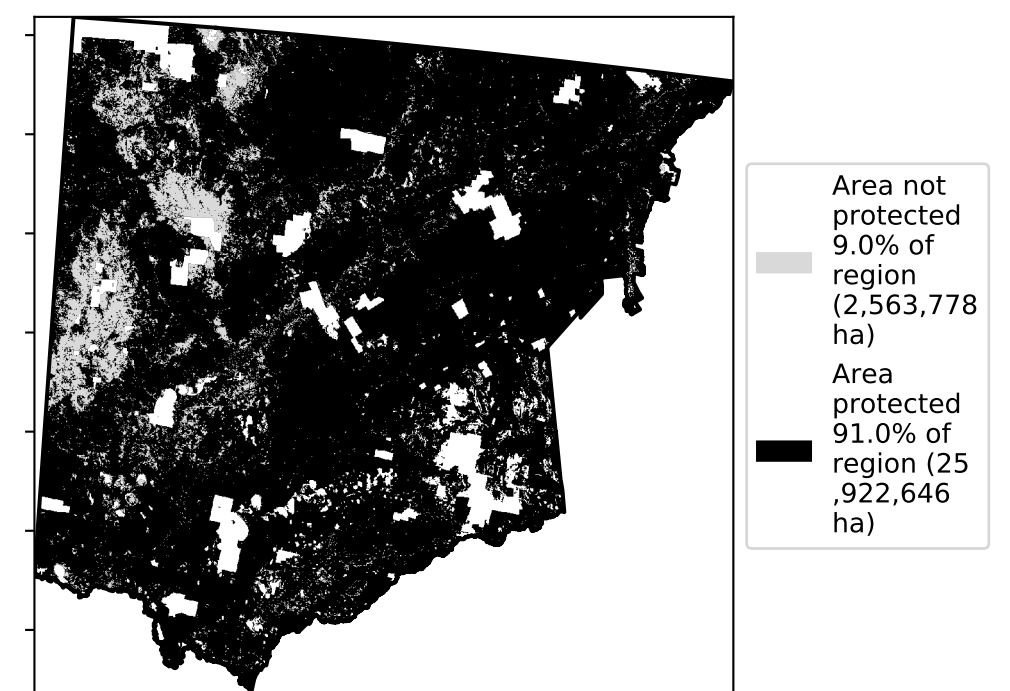 Area not
protected
9.0% of
region
(2,563,778
ha)
Area
protected
91.0% of
region (25
,922,646
ha)